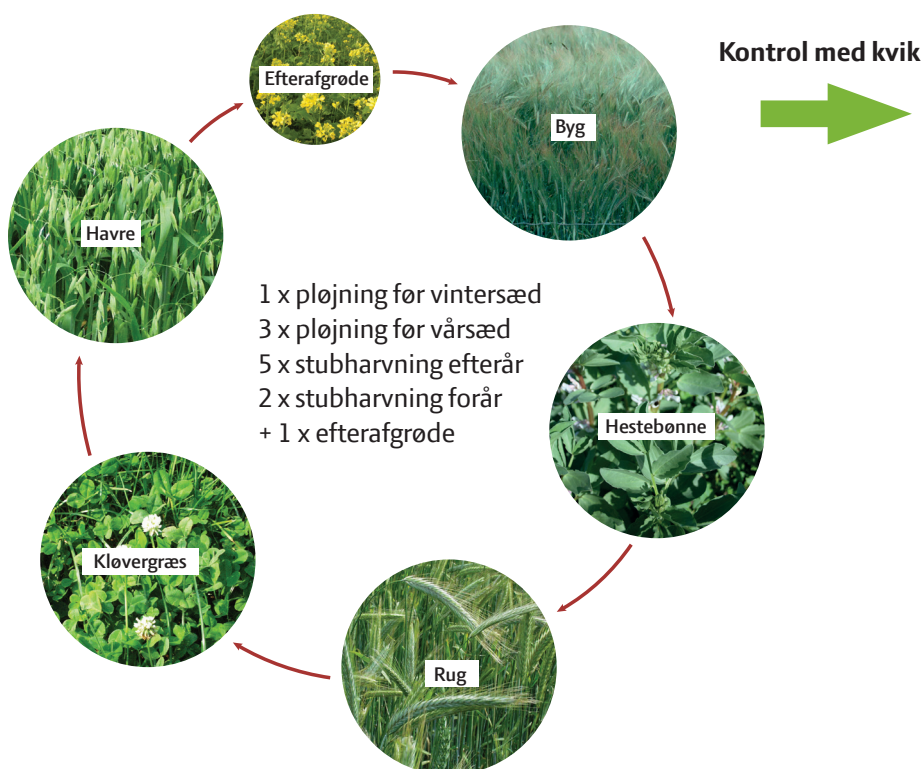 Kontrol med kvik
Efterafgrøde
Byg
Havre
1 x pløjning før vintersæd
3 x pløjning før vårsæd
5 x stubharvning efterår
2 x stubharvning forår
+ 1 x efterafgrøde
Hestebønne
Kløvergræs
Rug